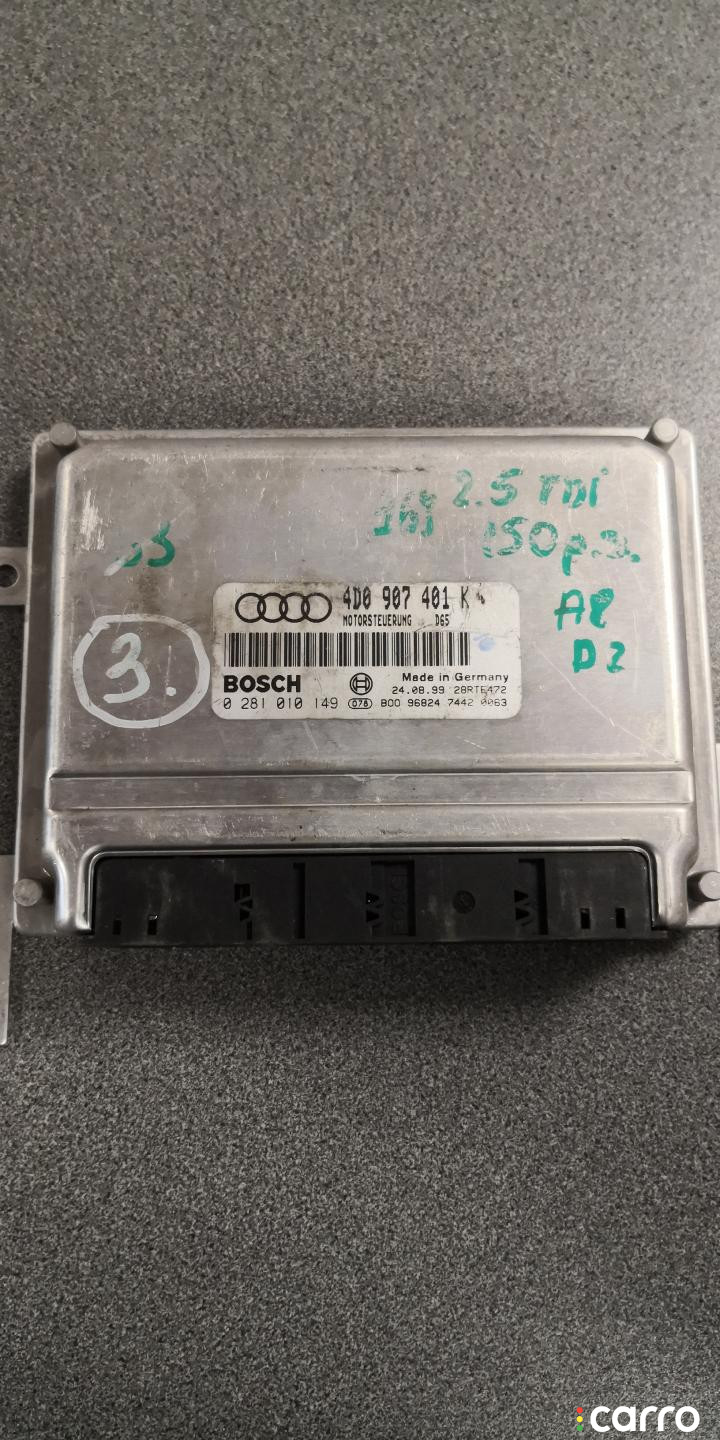 2.5 TDi
150 p.s.
A8
D2
3.
4D0 907 401 K
MOTORSTEUERUNG D65
BOSCH
Made in Germany
24.08.99 28RTE472
0 281 010 149 078 B00 96824 7442 0063
carro